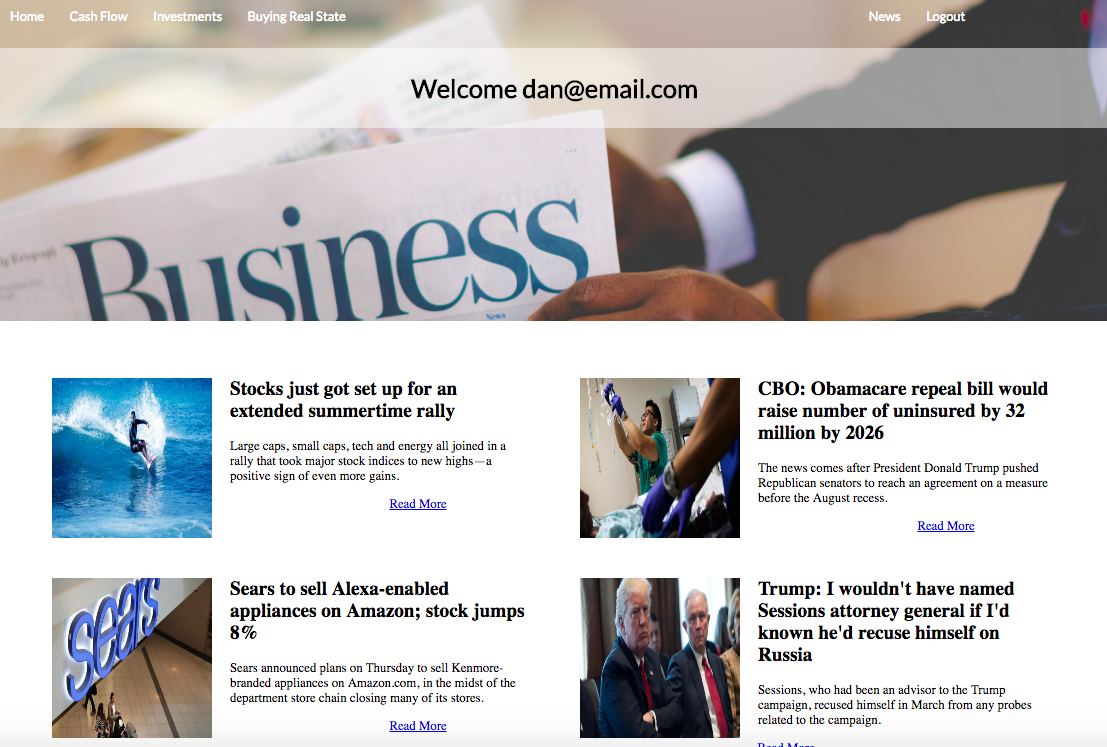 Home Cash Flow Investments Buying Real State News Logout
Welcome dan@email.com
Business
News
Stocks just got set up for an
extended summertime rally
Large caps, small caps, tech and energy all joined in a
rally that took major stock indices to new highs—a
positive sign of even more gains.
Read More
CBO: Obamacare repeal bill would
raise number of uninsured by 32
million by 2026
The news comes after President Donald Trump pushed
Republican senators to reach an agreement on a measure
before the August recess.
Read More
sears
Sears to sell Alexa-enabled
appliances on Amazon; stock jumps
8%
Sears announced plans on Thursday to sell Kenmore-
branded appliances on Amazon.com, in the midst of the
department store chain closing many of its stores.
Read More
Trump: I wouldn't have named
Sessions attorney general if I'd
known he'd recuse himself on
Russia
Sessions, who had been an advisor to the Trump
campaign, recused himself in March from any probes
related to the campaign.
Read More